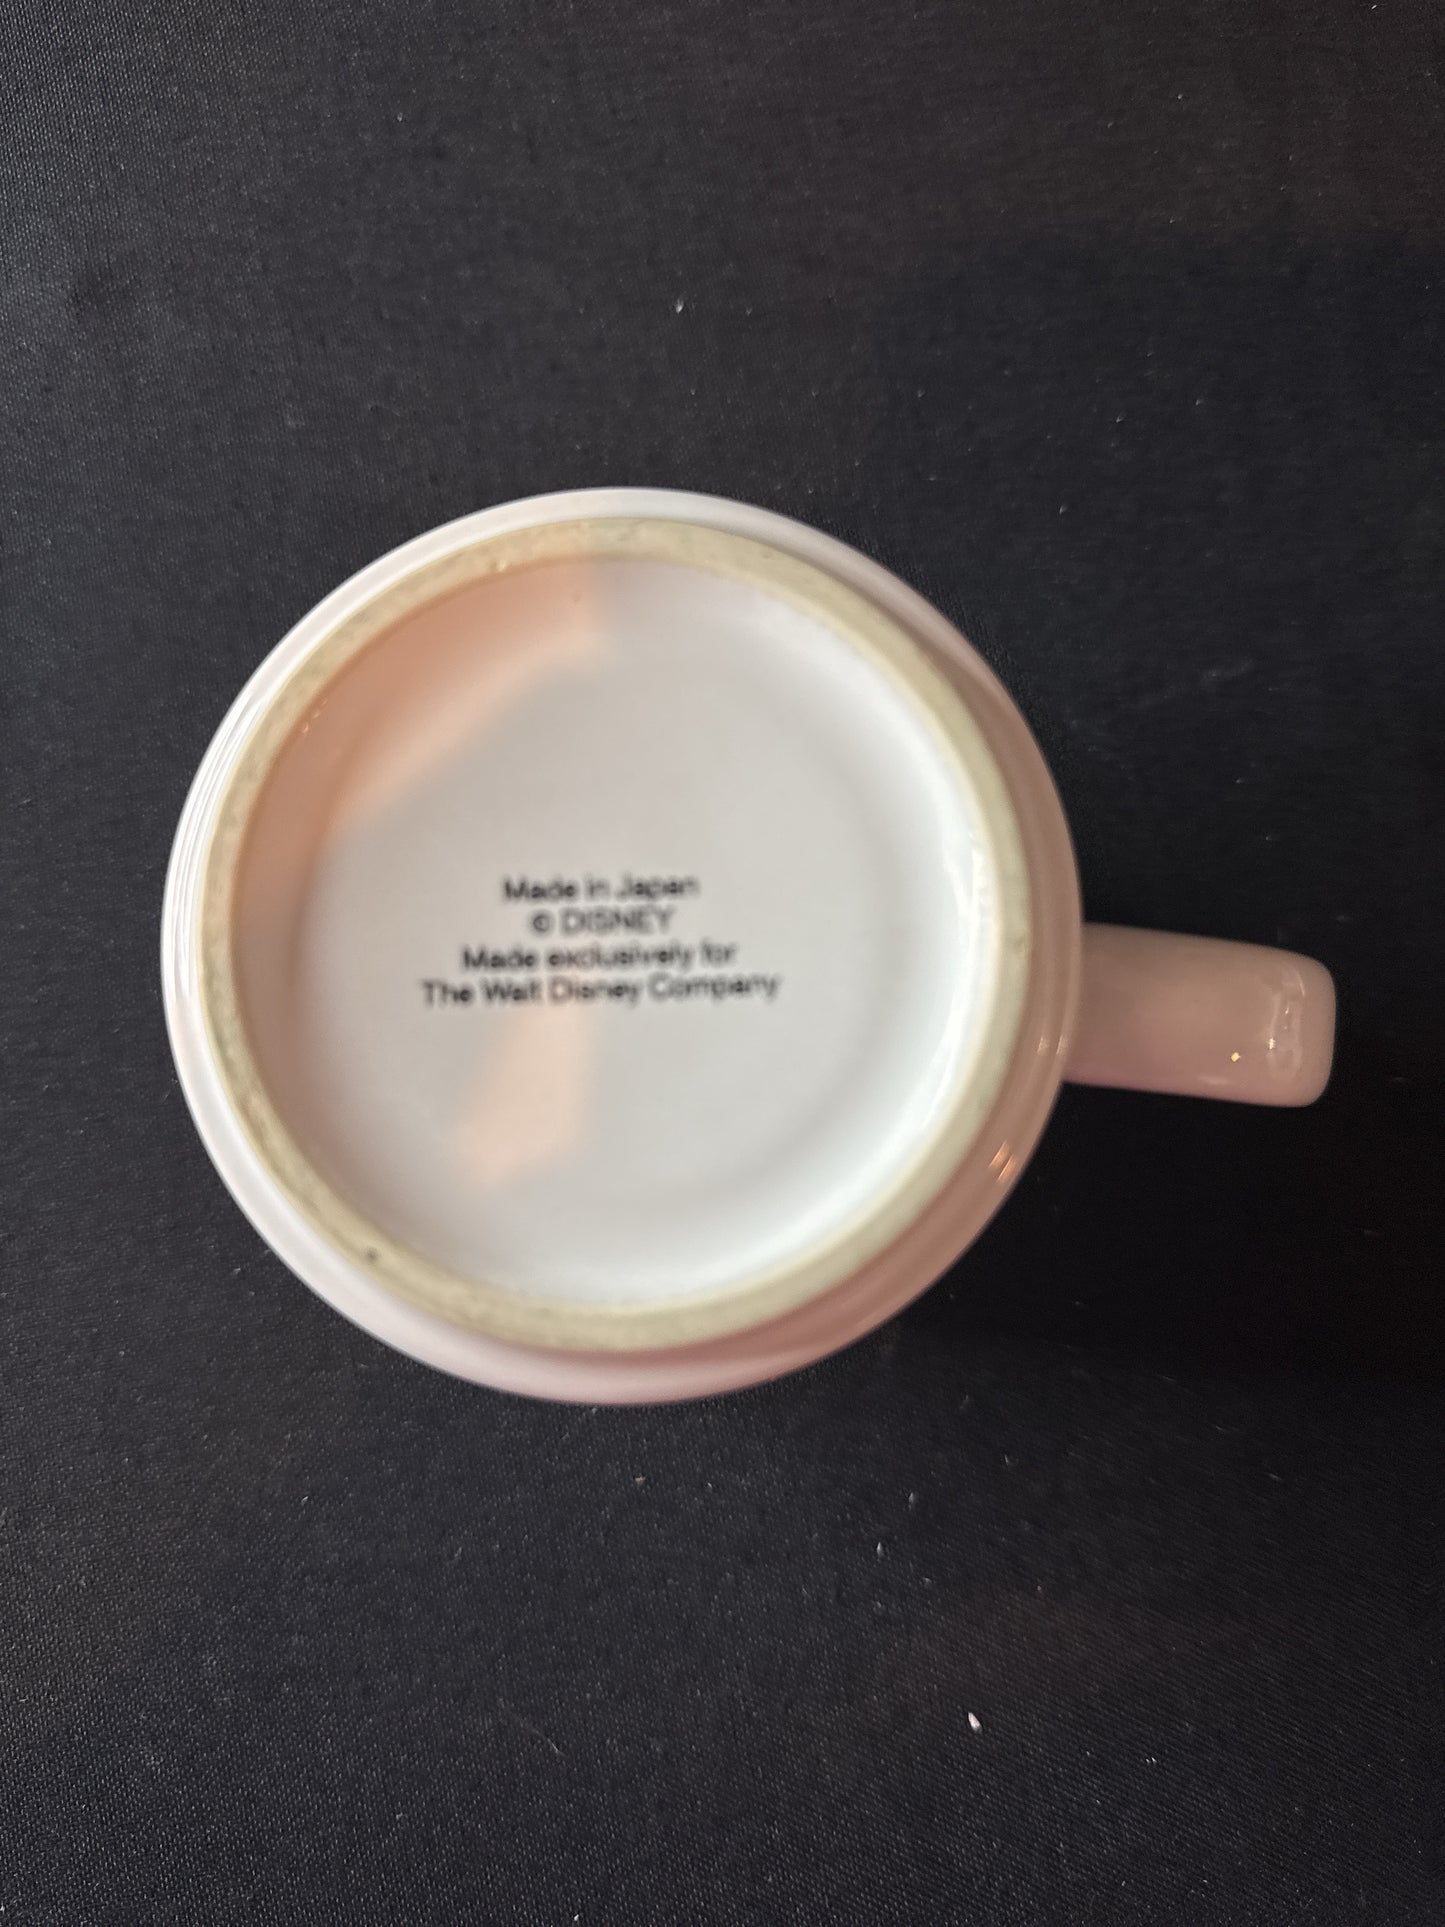 Made in Japan
© DISNEY
Made exclusively for
The Walt Disney Company